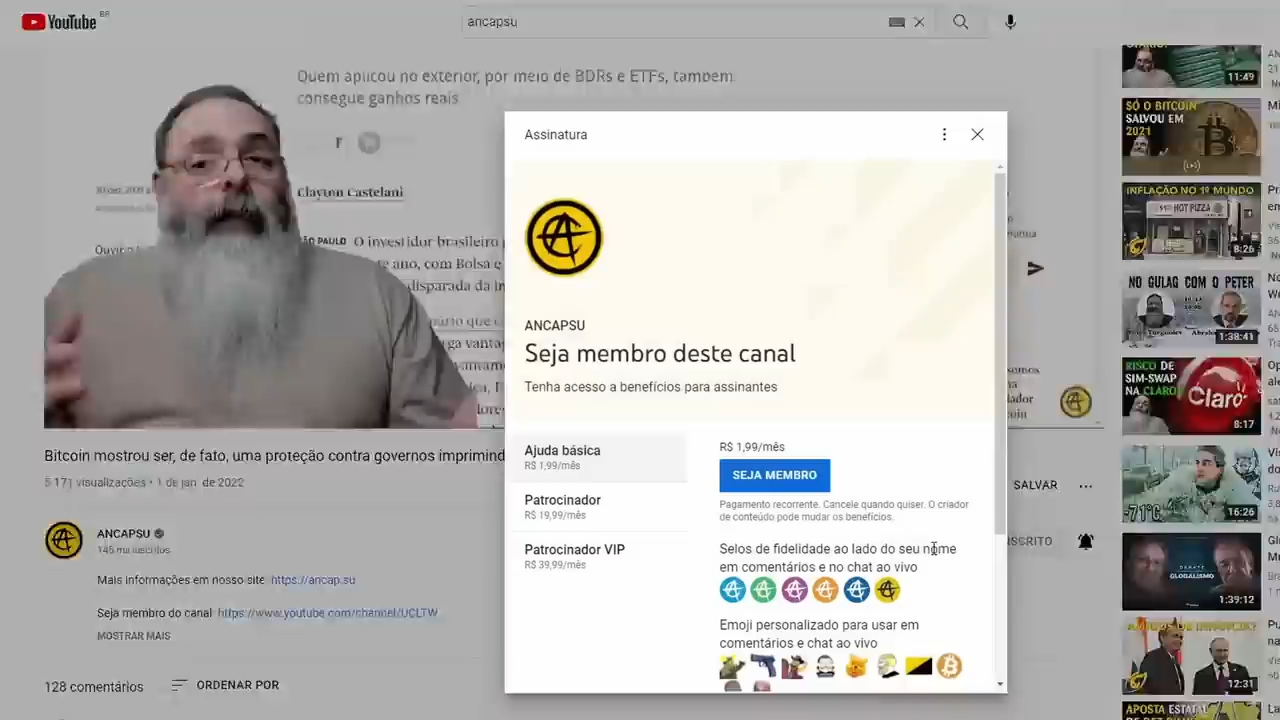 YouTube BR
ancapsu
Quem aplicou no exterior, por meio de BDRs e ETFs, também
consegue ganhos reais
Clayton Castelani
PAULO O investidor brasileiro
e ano, com Bolsa e
disparada da
Bitcoin mostrou ser, de fato, uma proteção contra governos imprimind
5.171 visualizações • 1 de jan. de 2022
ANCAPSU
145 mil inscritos
Mais informações em nosso site: https://ancap.su
Seja membro do canal: https://www.youtube.com/channel/UCLTW
MOSTRAR MAIS
128 comentários
ORDENAR POR
Assinatura
ANCAPSU
Seja membro deste canal
Tenha acesso a benefícios para assinantes
Ajuda básica
R$ 1,99/mês
Patrocinador
R$ 19,99/mês
Patrocinador VIP
R$ 39,99/mês
R$ 1,99/mês
SEJA MEMBRO
Pagamento recorrente. Cancele quando quiser. O criador
de conteúdo pode mudar os benefícios.
Selos de fidelidade ao lado do seu nome
em comentários e no chat ao vivo
Emoji personalizado para usar em
comentários e chat ao vivo
SALVAR
INSCRITO
11:49
SÓ O BITCOIN
SALVOU EM
2021
INFLAÇÃO NO 1º MUNDO
HOT PIZZA
8:26
NO GULAG COM O PETER
1:38:41
RISCO DE
SIM-SWAP
NA CLARO
Claro
8:17
-71°C
16:26
DEBATE
GLOBALISMO
1:39:12
12:31
APOSTA ESTATAL